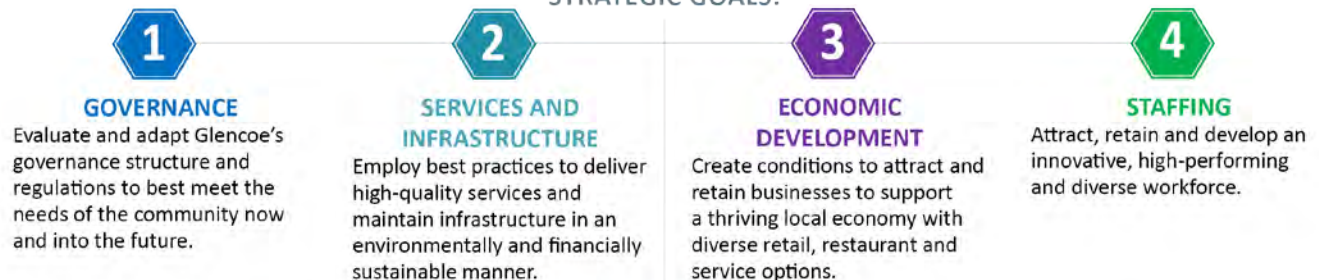 STRATEGIC GOALS:
1
GOVERNANCE
Evaluate and adapt Glencoe's
governance structure and
regulations to best meet the
needs of the community now
and into the future.
2
SERVICES AND
INFRASTRUCTURE
Employ best practices to deliver
high-quality services and
maintain infrastructure in an
environmentally and financially
sustainable manner.
3
ECONOMIC
DEVELOPMENT
Create conditions to attract and
retain businesses to support
a thriving local economy with
diverse retail, restaurant and
service options.
4
STAFFING
Attract, retain and develop an
innovative, high-performing
and diverse workforce.